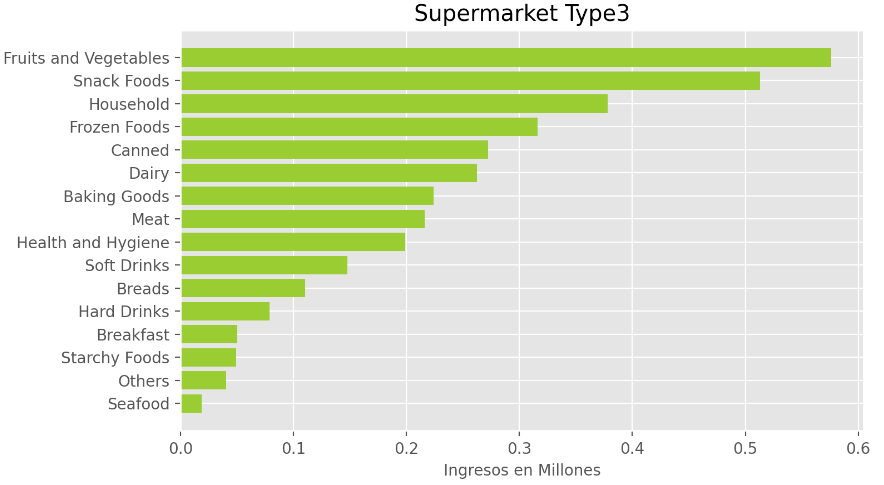 Supermarket Type3
Fruits and Vegetables
Snack Foods
Household
Frozen Foods
Canned
Dairy
Baking Goods
Meat
Health and Hygiene
Soft Drinks
Breads
Hard Drinks
Breakfast
Starchy Foods
Others
Seafood
0.0 0.1 0.2 0.3 0.4 0.5 0.6
Ingresos en Millones